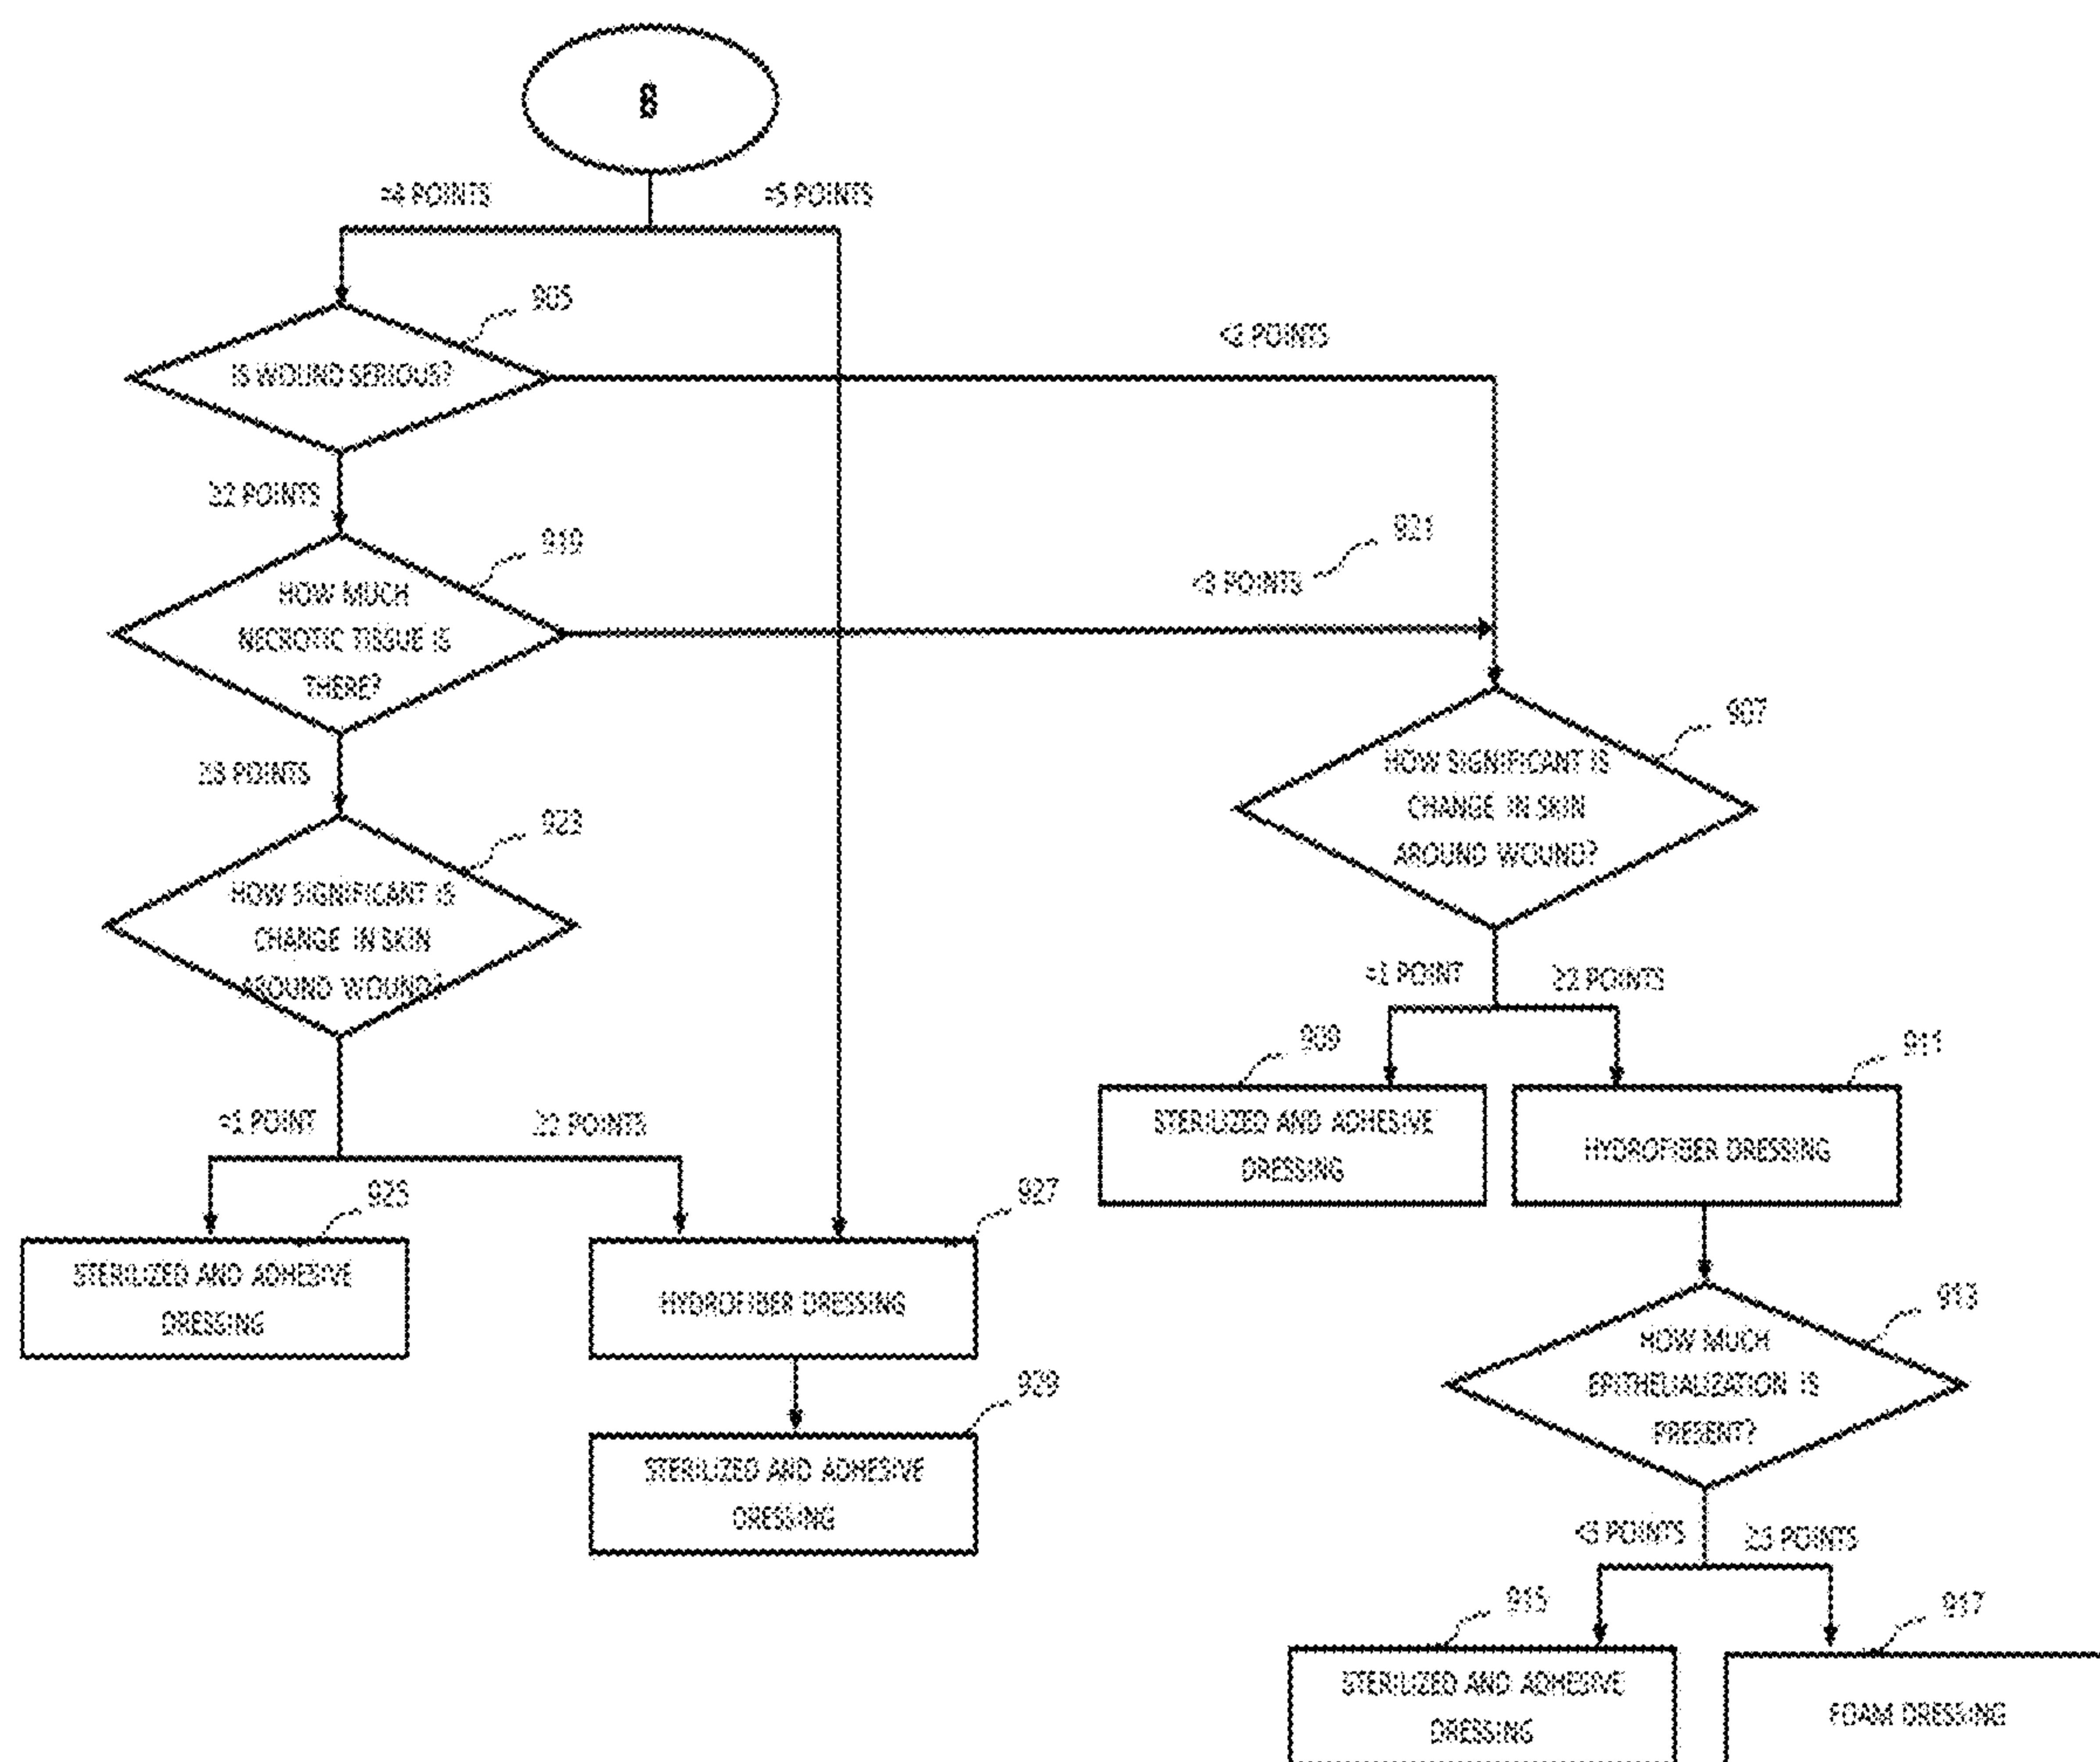 B
=4 POINTS
=5 POINTS
905
IS WOUND SERIOUS?
<2 POINTS
≥2 POINTS
919
921
HOW MUCH
NECROTIC TISSUE IS
THERE?
<3 POINTS
≥3 POINTS
923
HOW SIGNIFICANT IS
CHANGE IN SKIN
AROUND WOUND?
907
HOW SIGNIFICANT IS
CHANGE IN SKIN
AROUND WOUND?
=1 POINT
≥2 POINTS
=1 POINT
≥2 POINTS
909
STERILIZED AND ADHESIVE
DRESSING
911
HYDROFIBER DRESSING
925
STERILIZED AND ADHESIVE
DRESSING
927
HYDROFIBER DRESSING
929
STERILIZED AND ADHESIVE
DRESSING
913
HOW MUCH
EPITHELIALIZATION IS
PRESENT?
<3 POINTS
≥3 POINTS
915
STERILIZED AND ADHESIVE
DRESSING
917
FOAM DRESSING